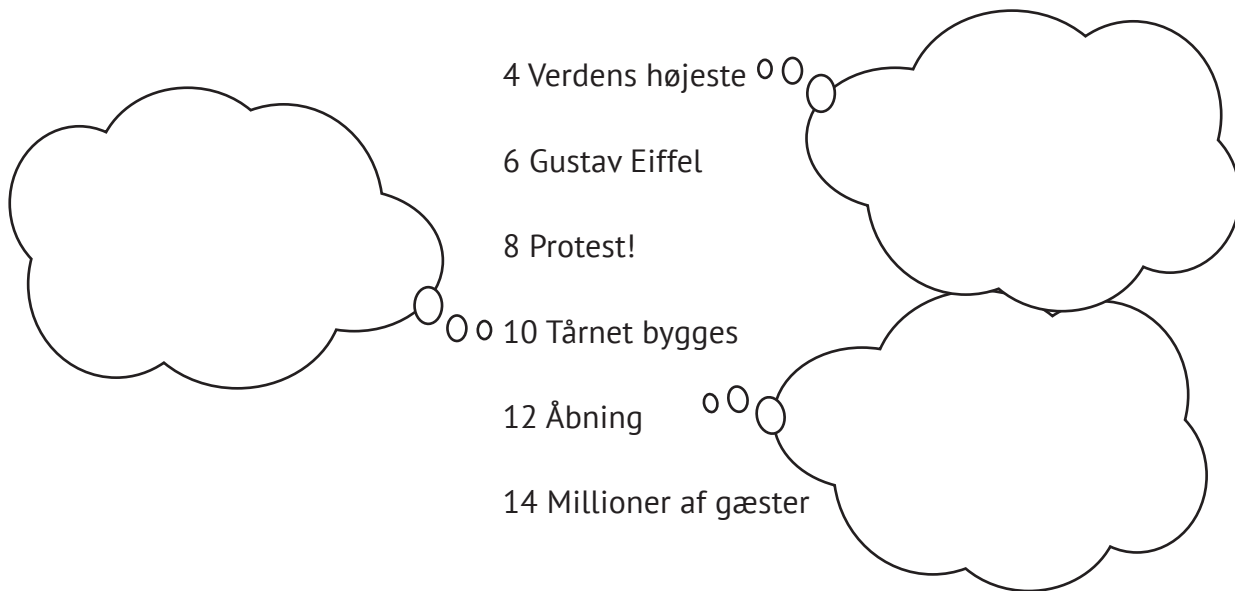 4 Verdens højeste
6 Gustav Eiffel
8 Protest!
10 Tårnet bygges
12 Åbning
14 Millioner af gæster